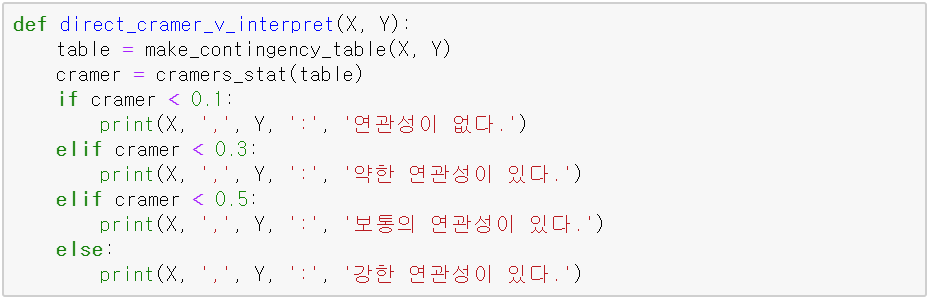 def direct_cramer_v_interpret(X, Y):
    table = make_contingency_table(X, Y)
    cramer = cramers_stat(table)
    if cramer < 0.1:
        print(X, ',', Y, ':', '연관성이 없다.')
    elif cramer < 0.3:
        print(X, ',', Y, ':', '약한 연관성이 있다.')
    elif cramer < 0.5:
        print(X, ',', Y, ':', '보통의 연관성이 있다.')
    else:
        print(X, ',', Y, ':', '강한 연관성이 있다.')